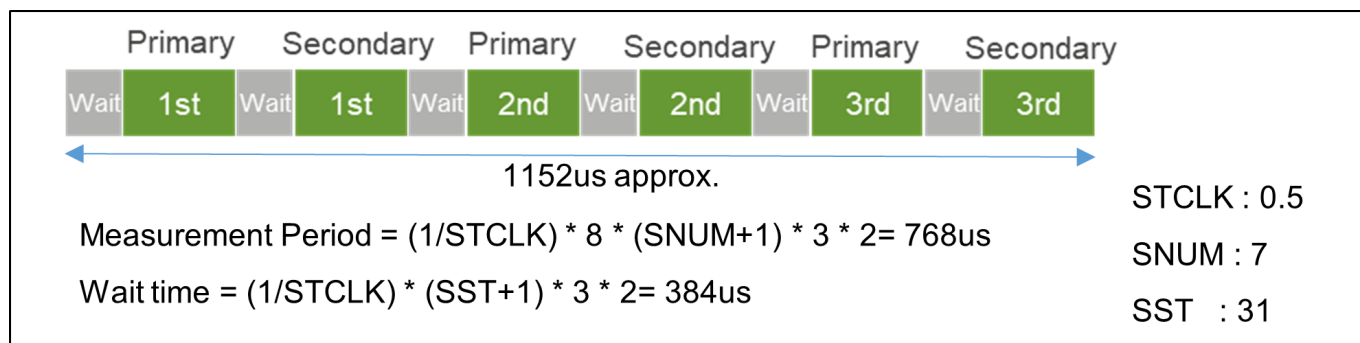 Primary Secondary Primary Secondary Primary Secondary
Wait 1st Wait 1st Wait 2nd Wait 2nd Wait 3rd Wait 3rd
1152us approx.
STCLK : 0.5
Measurement Period = (1/STCLK) * 8 * (SNUM+1) * 3 * 2= 768us
SNUM : 7
Wait time = (1/STCLK) * (SST+1) * 3 * 2= 384us
SST : 31